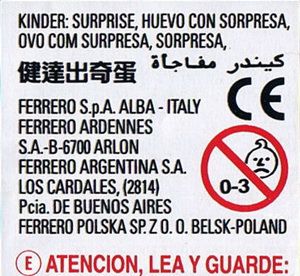 KINDER: SURPRISE, HUEVO CON SORPRESA,
OVO COM SURPRESA, SORPRESA,
健達出奇蛋 كيندر مفاجأة
FERRERO S.p.A. ALBA - ITALY
FERRERO ARDENNES
S.A.-B-6700 ARLON
FERRERO ARGENTINA S.A.
LOS CARDALES, (2814)
Pcia. DE BUENOS AIRES
FERRERO POLSKA SP. Z O. O. BELSK-POLAND
CE
0-3
E ATENCION, LEA Y GUARDE: